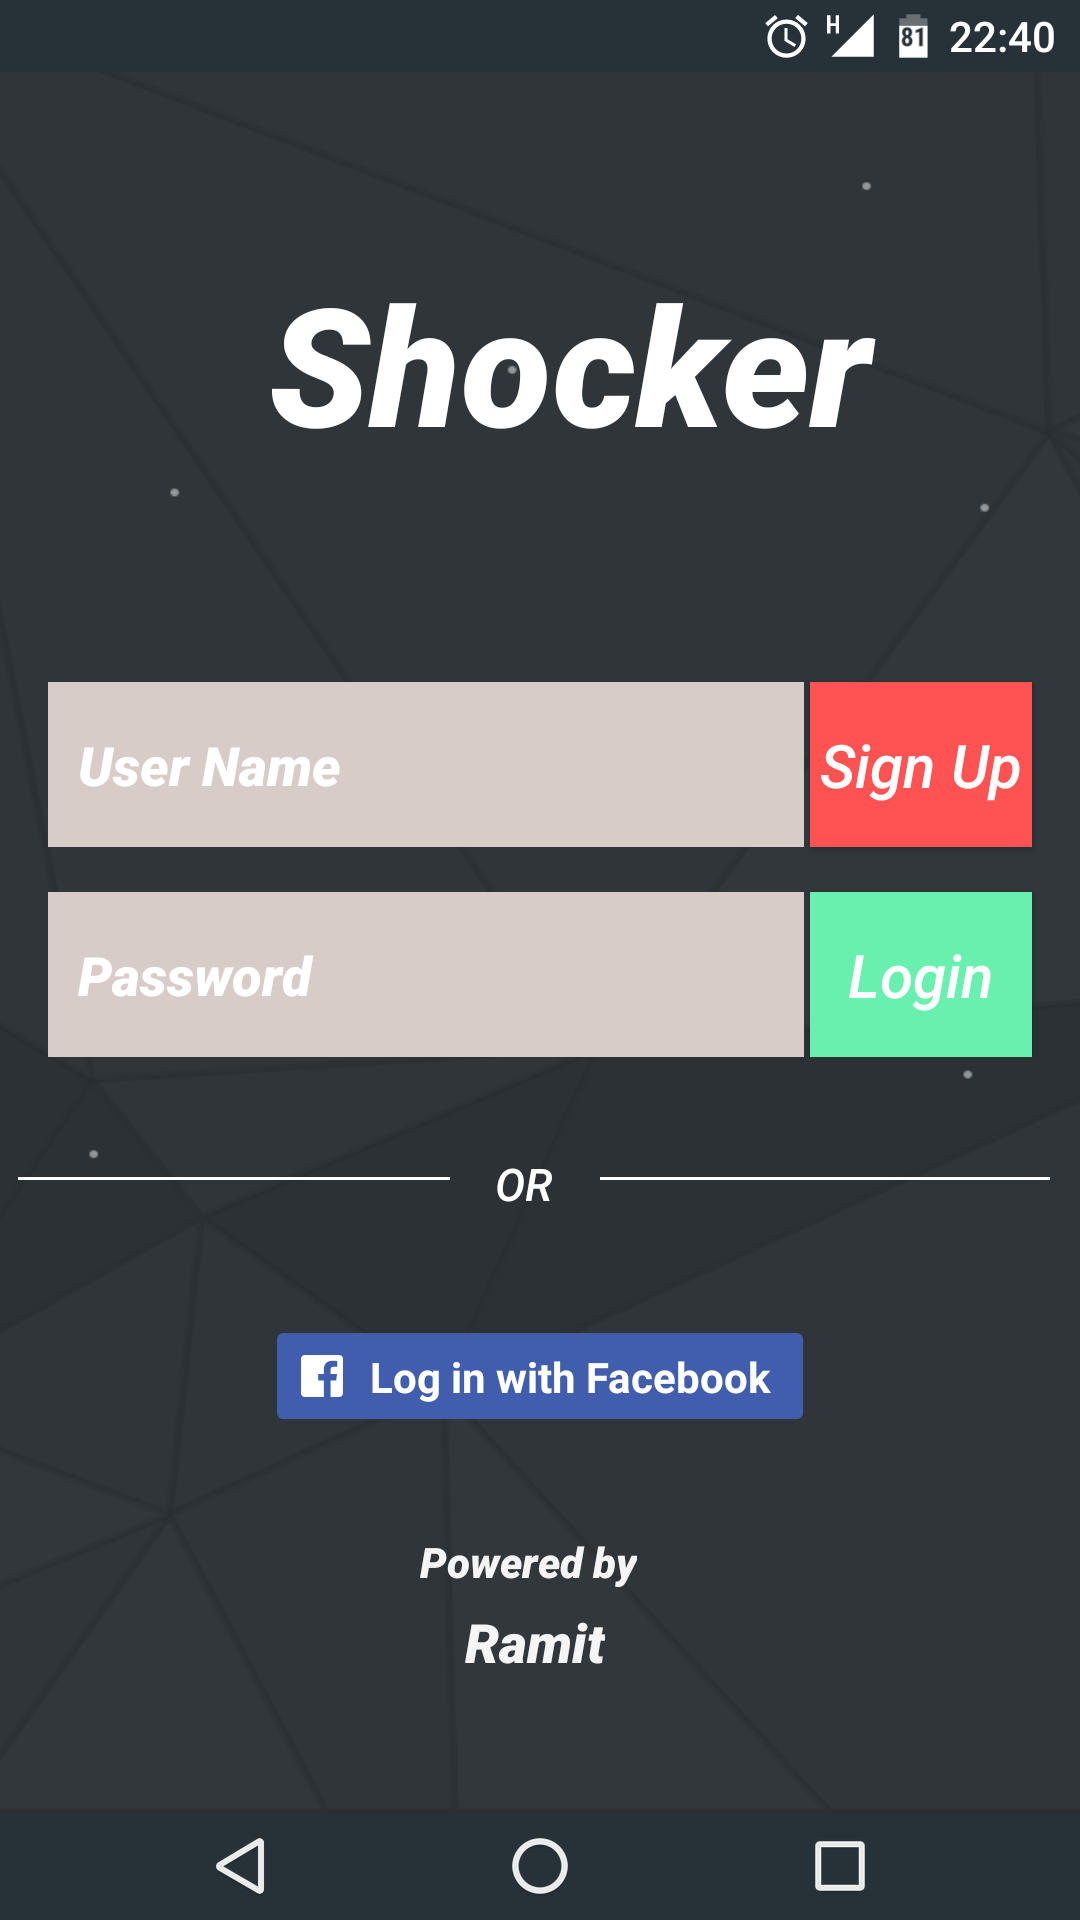 H 81 22:40
Shocker
User Name
Sign Up
Password
Login
OR
Log in with Facebook
Powered by
Ramit